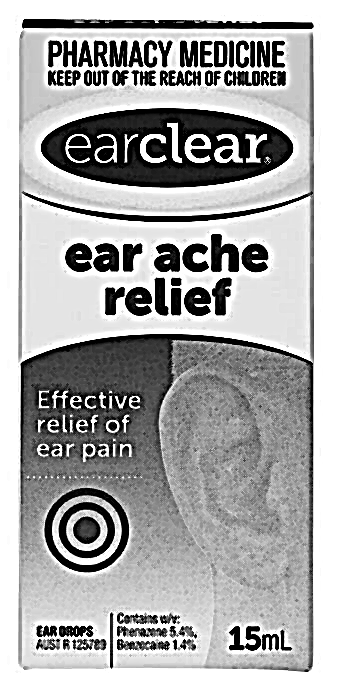 PHARMACY MEDICINE
KEEP OUT OF THE REACH OF CHILDREN
earclear®
ear ache
relief
Effective
relief of
ear pain
EAR DROPS
AUST R 125789
Contains w/v:
Phenazone 5.4%,
Benzocaine 1.4%
15mL